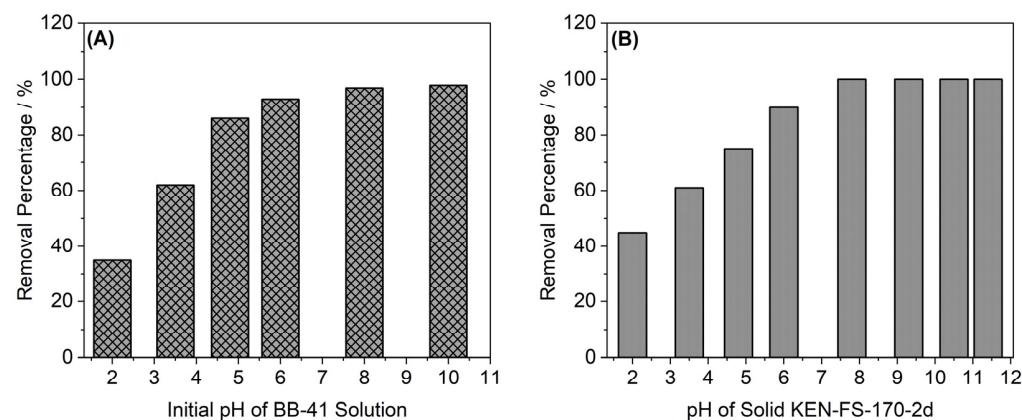 (A)
Removal Percentage / %
120
100
80
60
40
20
0
2 3 4 5 6 7 8 9 10 11
Initial pH of BB-41 Solution
(B)
Removal Percentage / %
120
100
80
60
40
20
0
2 3 4 5 6 7 8 9 10 11 12
pH of Solid KEN-FS-170-2d